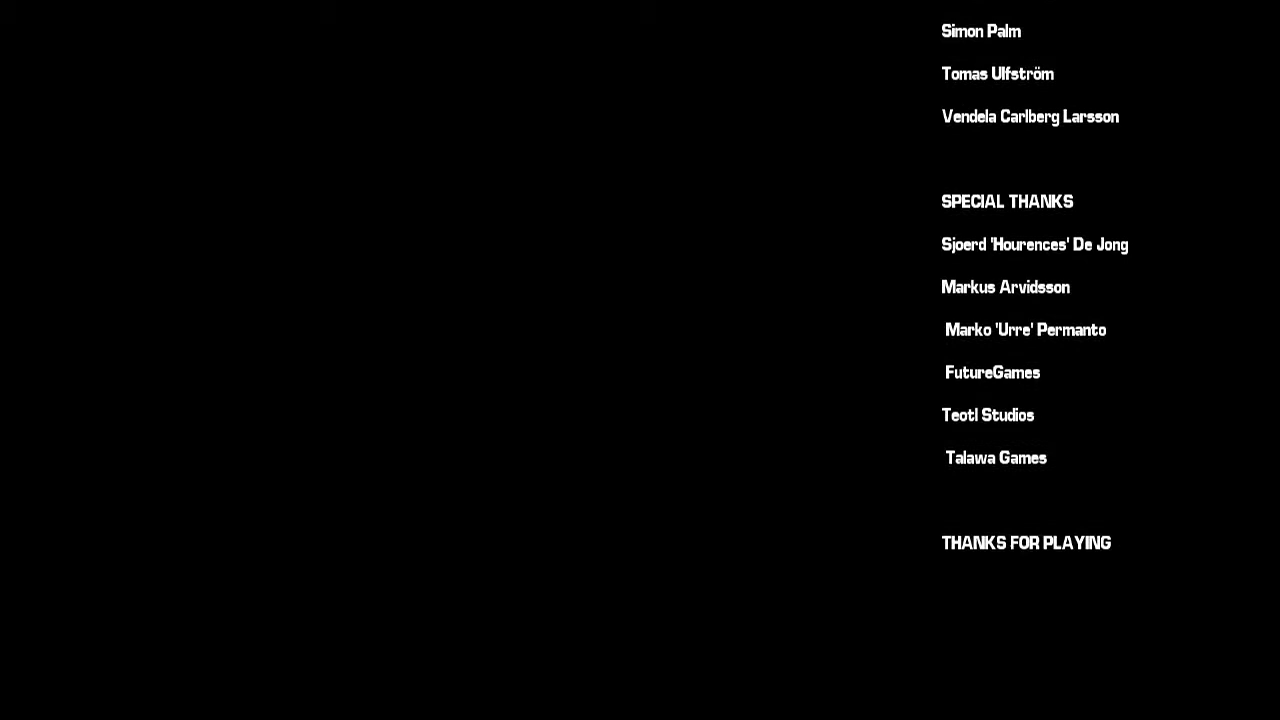 Simon Palm
Tomas Ulfström
Vendela Carlberg Larsson
SPECIAL THANKS
Sjoerd 'Hourences' De Jong
Markus Arvidsson
Marko 'Urre' Permanto
FutureGames
Teotl Studios
Talawa Games
THANKS FOR PLAYING